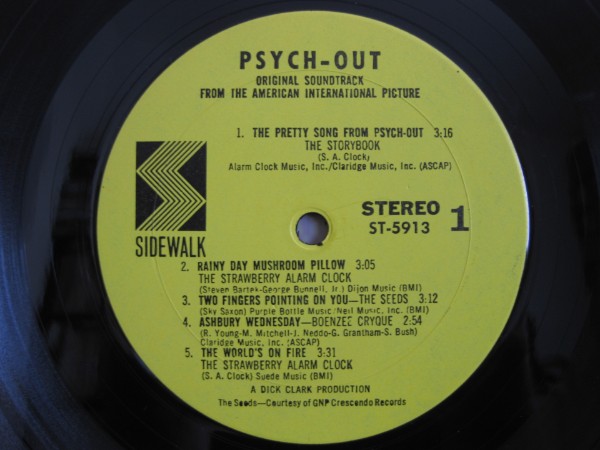 PSYCH-OUT
ORIGINAL SOUNDTRACK
FROM THE AMERICAN INTERNATIONAL PICTURE
1. THE PRETTY SONG FROM PSYCH-OUT 3:16
THE STORYBOOK
(S. A. Clock)
Alarm Clock Music, Inc./Claridge Music, Inc. (ASCAP)
SIDEWALK
STEREO 1
ST-5913
2. RAINY DAY MUSHROOM PILLOW 3:05
THE STRAWBERRY ALARM CLOCK
(Steven Bartek-George Bunnell, Jr.) Dijon Music (BMI)
3. TWO FINGERS POINTING ON YOU—THE SEEDS 3:12
(Sky Saxon) Purple Bottle Music/Neil Music, Inc. (BMI)
4. ASHBURY WEDNESDAY—BOENZEE CRYQUE 2:54
(R. Young-M. Mitchell-J. Neddo-G. Grantham-S. Bush)
Claridge Music, Inc. (ASCAP)
5. THE WORLD'S ON FIRE 3:31
THE STRAWBERRY ALARM CLOCK
(S. A. Clock) Suede Music (BMI)
A DICK CLARK PRODUCTION
The Seeds—Courtesy of GNP Crescendo Records